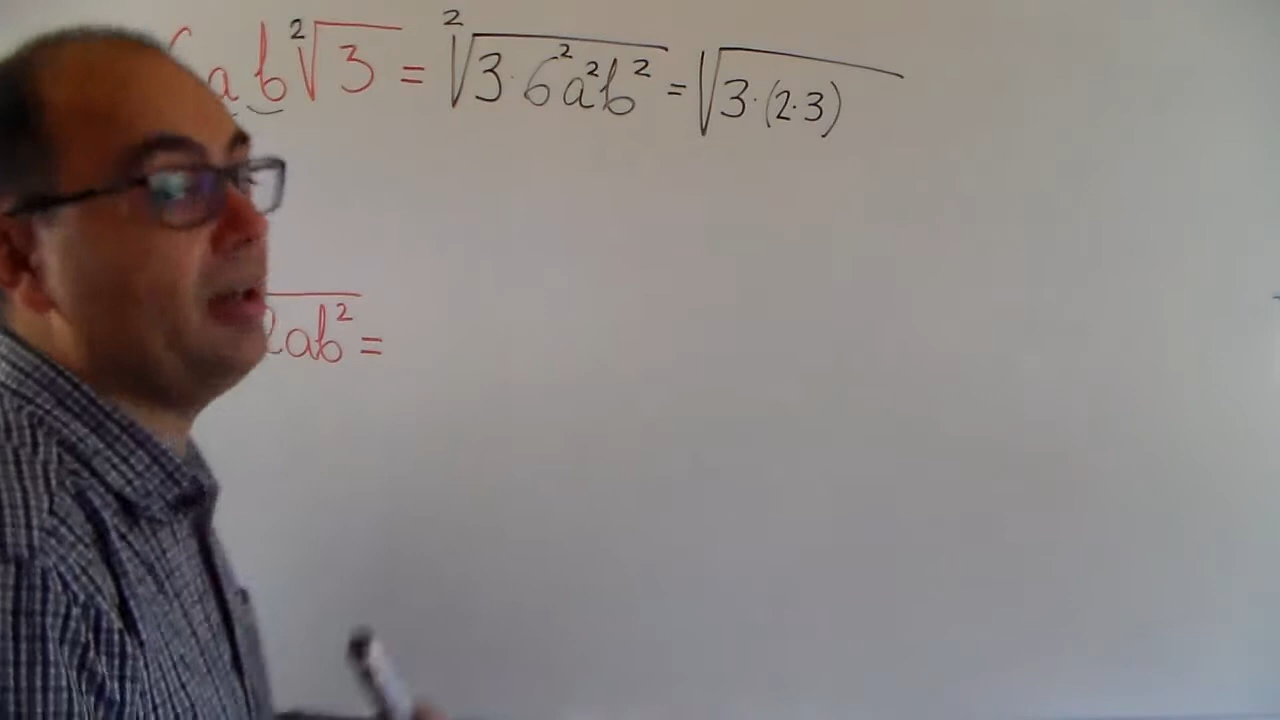 6ab²√3 = ²√3·6²a²b² = √3·(2·3)
2ab² =